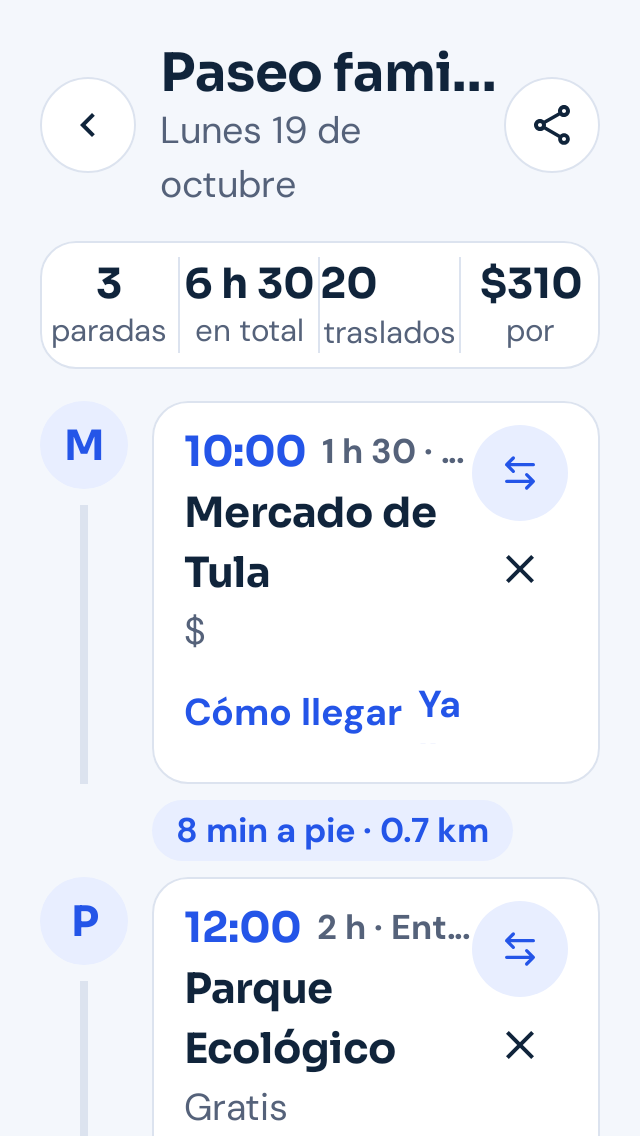 Paseo fami...
Lunes 19 de
octubre
3
paradas
6 h 30
en total
20
traslados
$310
por
M
10:00 1 h 30 · ...
Mercado de
Tula
$
Cómo llegar Ya
8 min a pie · 0.7 km
P
12:00 2 h · Ent...
Parque
Ecológico
Gratis